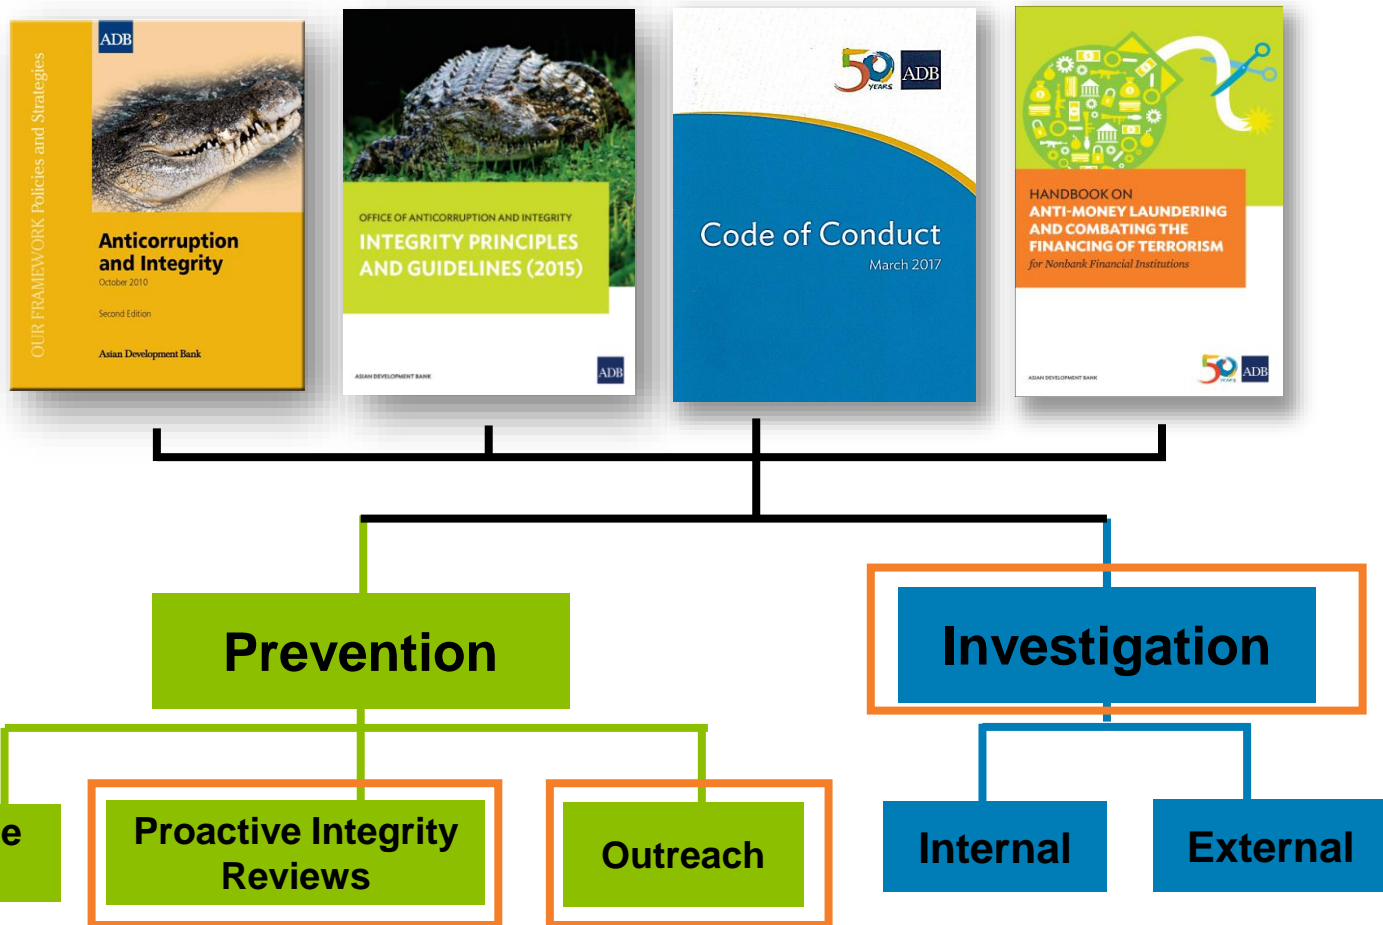 OUR FRAMEWORK Policies and Strategies
ADB
Anticorruption
and Integrity
October 2010
Second Edition
Asian Development Bank
OFFICE OF ANTICORRUPTION AND INTEGRITY
INTEGRITY PRINCIPLES
AND GUIDELINES (2015)
ASIAN DEVELOPMENT BANK
ADB
50
YEARS
ADB
Code of Conduct
March 2017
HANDBOOK ON
ANTI-MONEY LAUNDERING
AND COMBATING THE
FINANCING OF TERRORISM
for Nonbank Financial Institutions
ASIAN DEVELOPMENT BANK
50
YEARS
ADB
Prevention
Investigation
e
Proactive Integrity
Reviews
Outreach
Internal
External